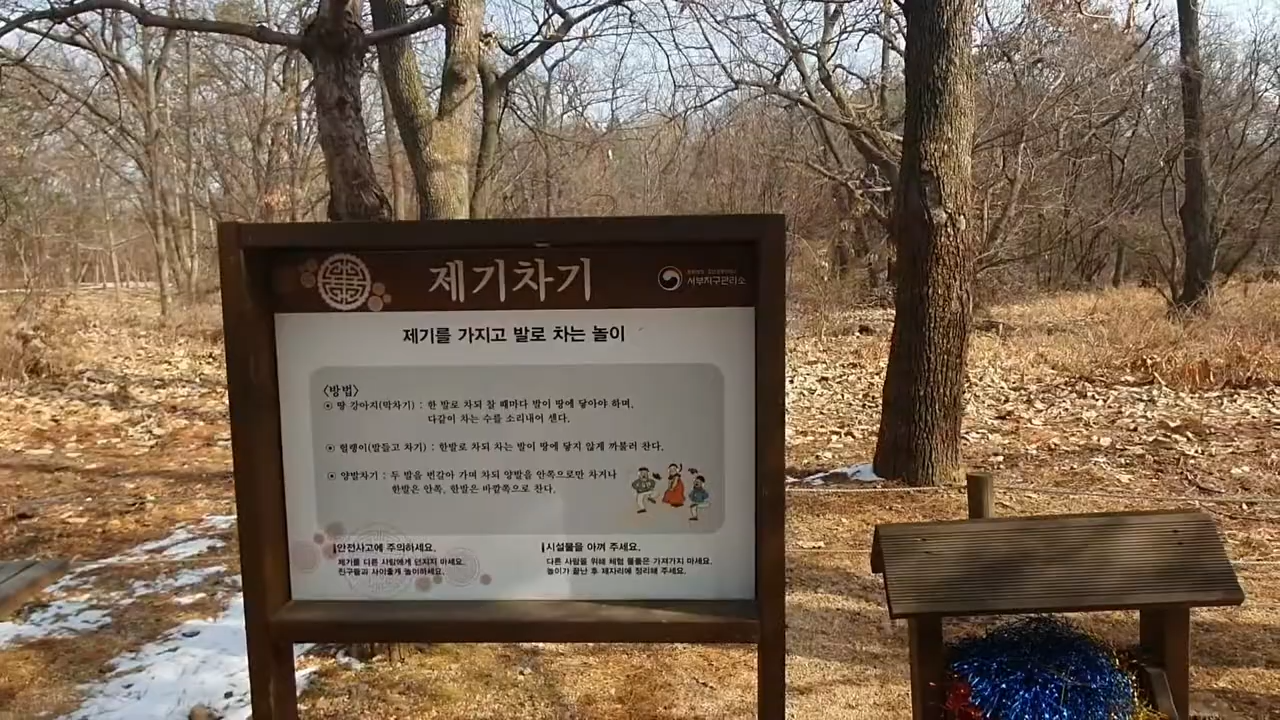 제기차기
서부지구관리소
제기를 가지고 발로 차는 놀이
〈방법〉
⊙ 땅 강아지(막차기) : 한 발로 차되 찰 때마다 발이 땅에 닿아야 하며,
다같이 차는 수를 소리내어 센다.
⊙ 헐랭이(발들고 차기) : 한발로 차되 차는 발이 땅에 닿지 않게 까불러 찬다.
⊙ 양발차기 : 두 발을 번갈아 가며 차되 양발을 안쪽으로만 차거나
한발은 안쪽, 한발은 바깥쪽으로 찬다.
안전사고에 주의하세요.
제기를 다른 사람에게 던지지 마세요.
친구들과 사이좋게 놀이하세요.
시설물을 아껴 주세요.
다른 사람을 위해 체험 물품은 가져가지 마세요.
놀이가 끝난 후 제자리에 정리해 주세요.